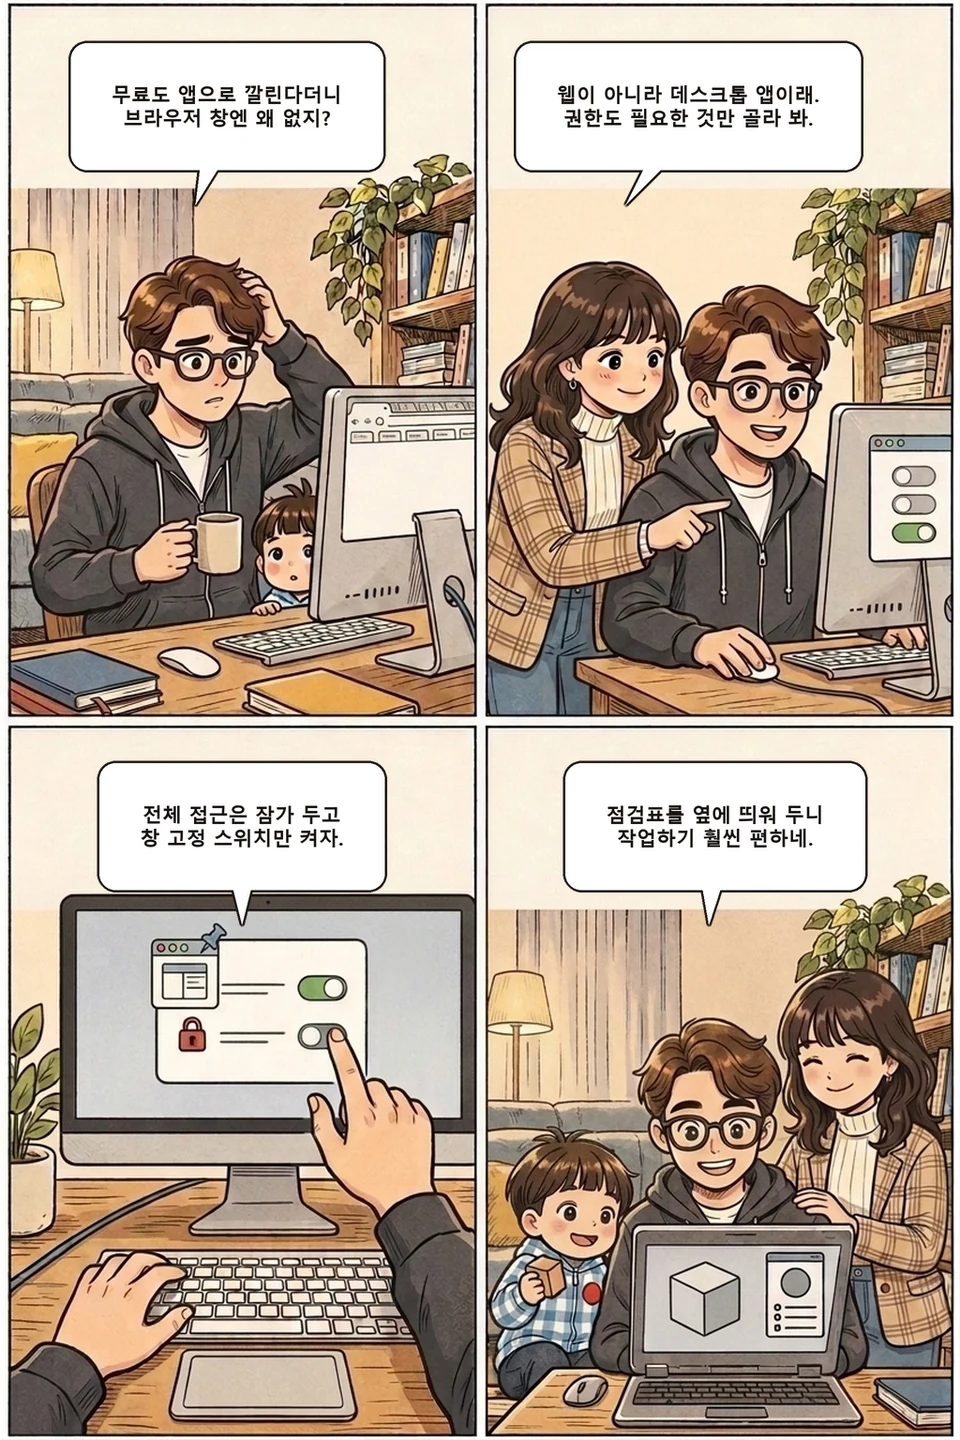 무료도 앱으로 깔린다더니
브라우저 창엔 왜 없지?
웹이 아니라 데스크톱 앱이래.
권한도 필요한 것만 골라 봐.
전체 접근은 잠가 두고
창 고정 스위치만 켜자.
점검표를 옆에 띄워 두니
작업하기 훨씬 편하네.